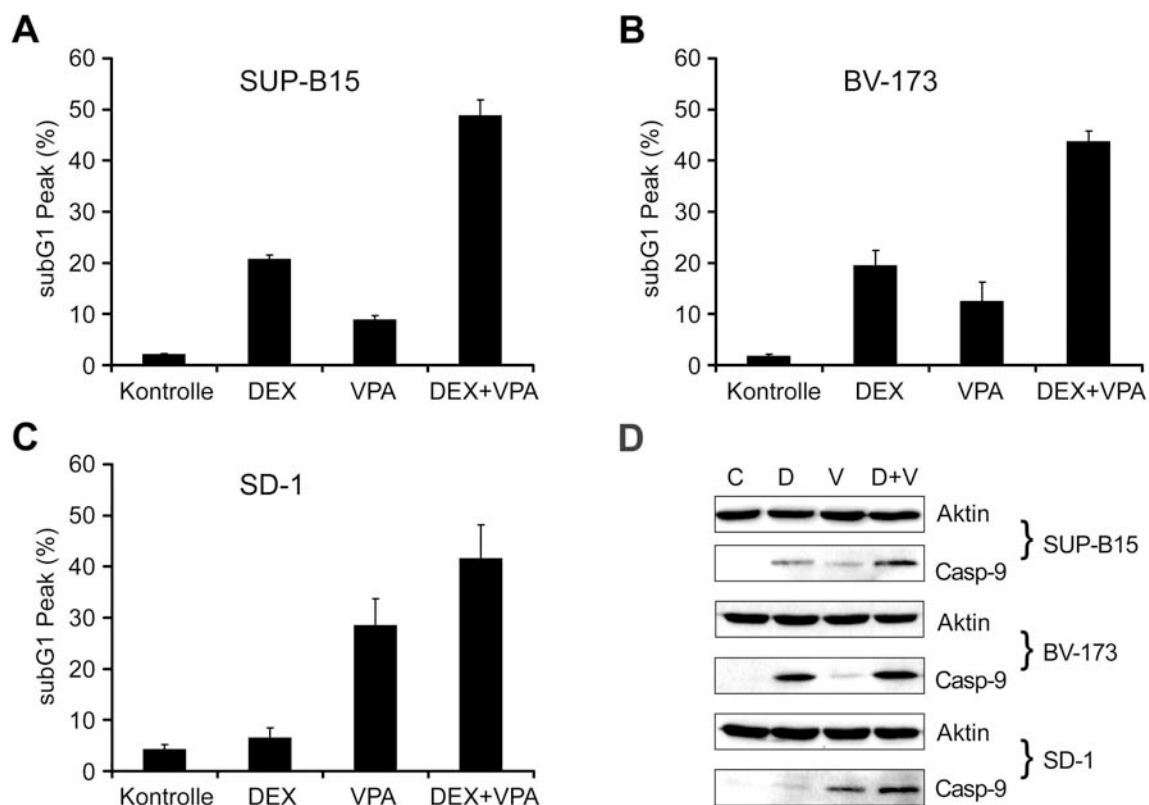 A
SUP-B15
subG1 Peak (%)
60
50
40
30
20
10
0
Kontrolle DEX VPA DEX+VPA
B
BV-173
subG1 Peak (%)
60
50
40
30
20
10
0
Kontrolle DEX VPA DEX+VPA
C
SD-1
subG1 Peak (%)
60
50
40
30
20
10
0
Kontrolle DEX VPA DEX+VPA
D
C D V D+V
Aktin
Casp-9
} SUP-B15
Aktin
Casp-9
} BV-173
Aktin
Casp-9
} SD-1